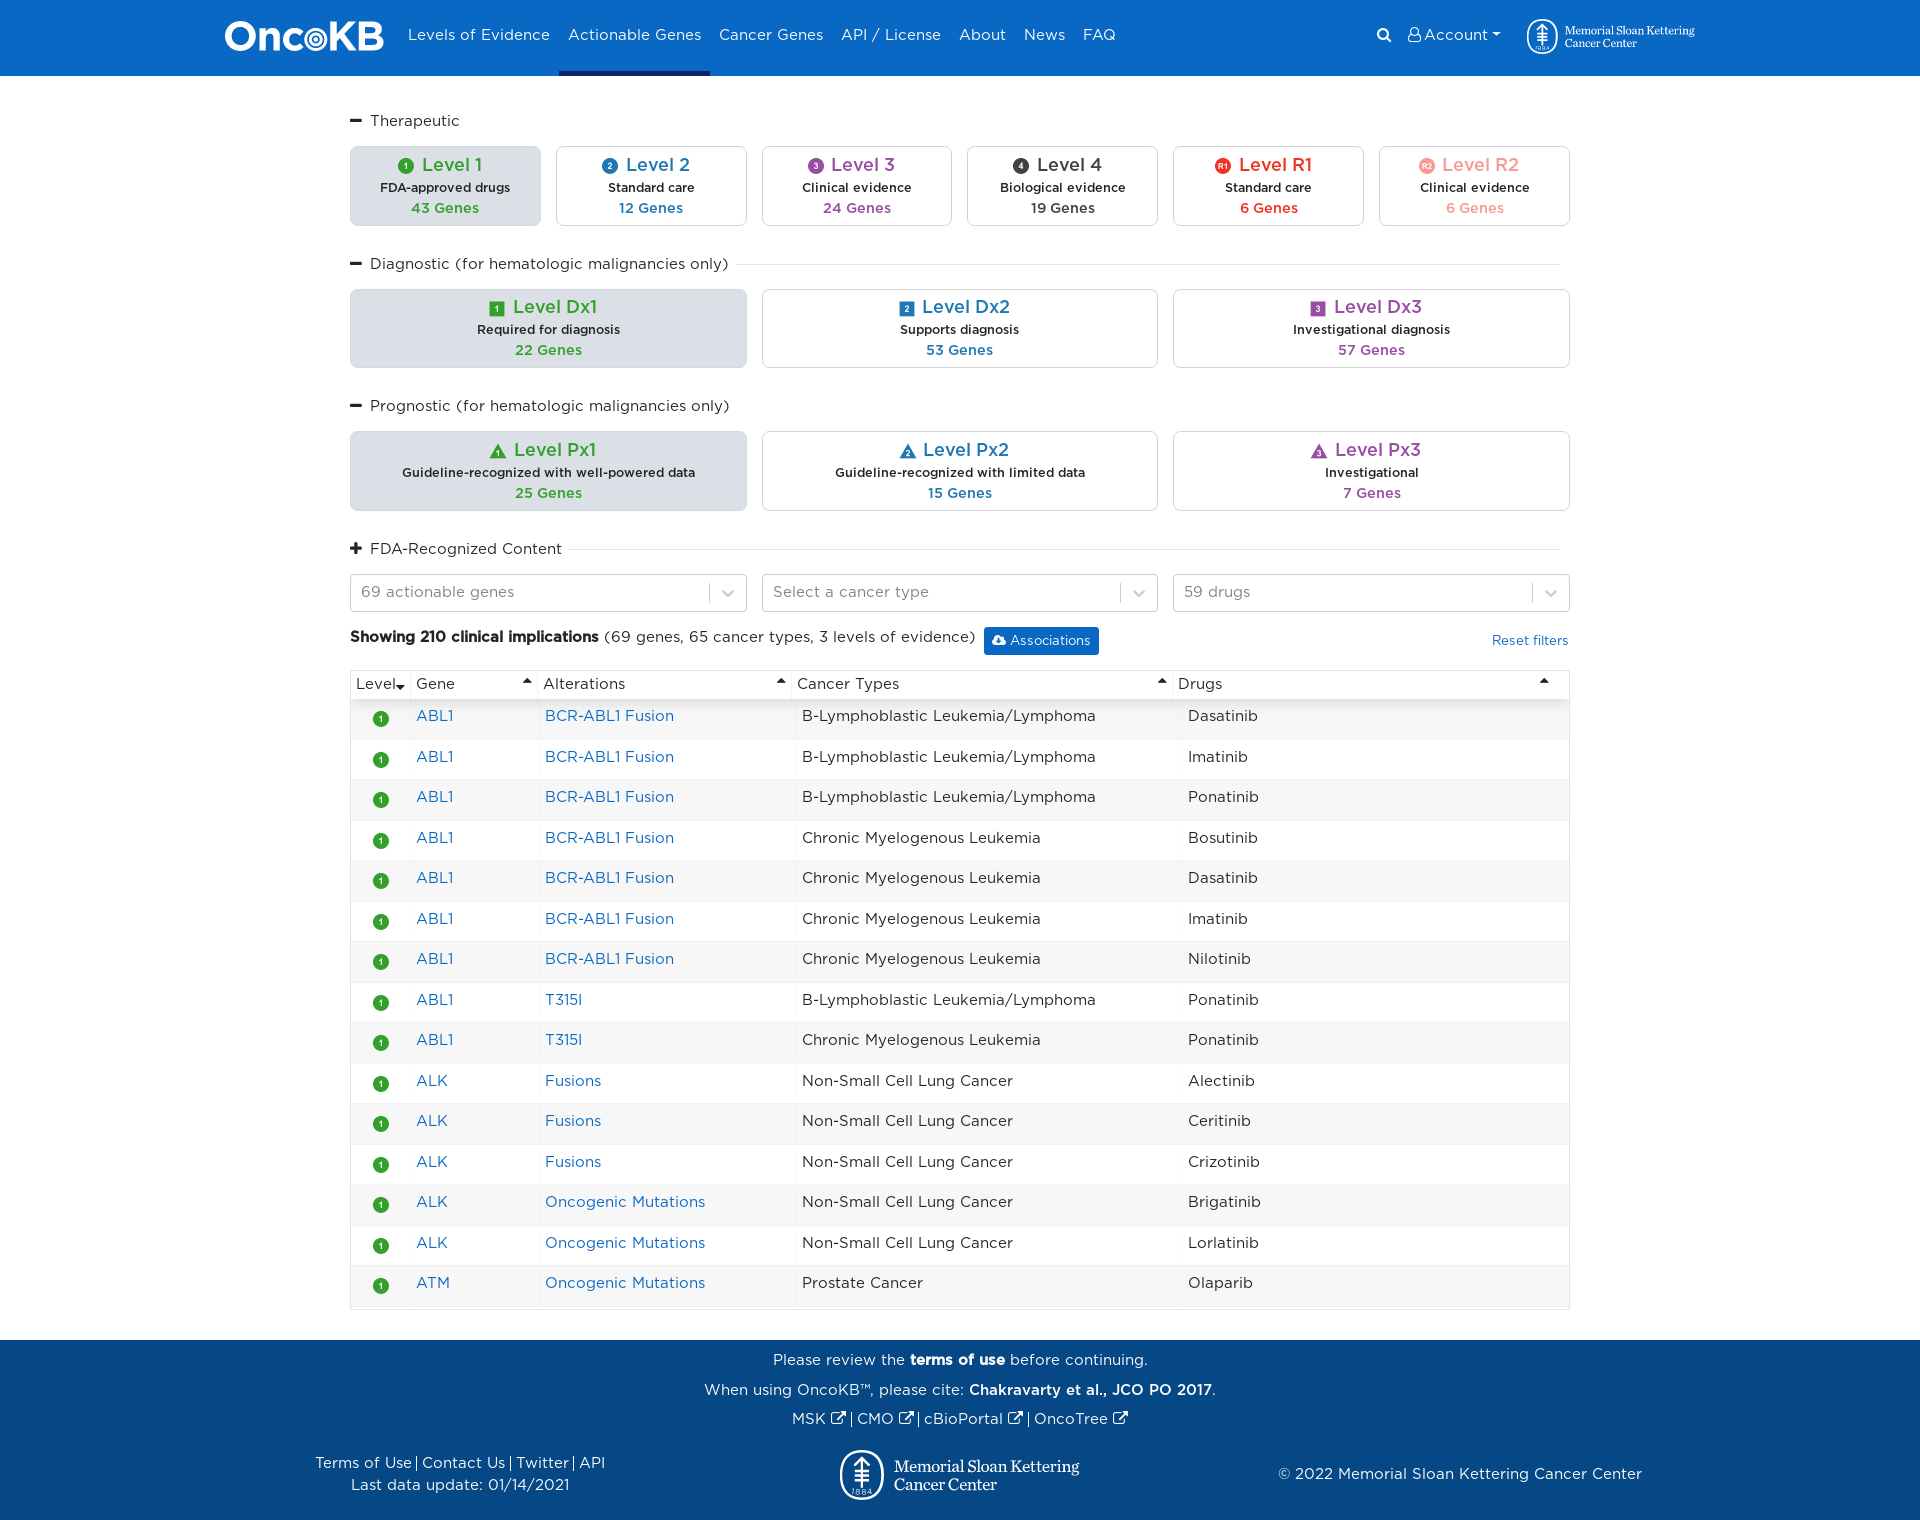 OncoKB Levels of Evidence Actionable Genes Cancer Genes API / License About News FAQ Account Memorial Sloan Kettering
Cancer Center
1884
Therapeutic
1 Level 1 2 Level 2 3 Level 3 4 Level 4 R1 Level R1 R2 Level R2
FDA-approved drugs Standard care Clinical evidence Biological evidence Standard care Clinical evidence
43 Genes 12 Genes 24 Genes 19 Genes 6 Genes 6 Genes
Diagnostic (for hematologic malignancies only)
1 Level Dx1 2 Level Dx2 3 Level Dx3
Required for diagnosis Supports diagnosis Investigational diagnosis
22 Genes 53 Genes 57 Genes
Prognostic (for hematologic malignancies only)
1 Level Px1 2 Level Px2 3 Level Px3
Guideline-recognized with well-powered data Guideline-recognized with limited data Investigational
25 Genes 15 Genes 7 Genes
FDA-Recognized Content
69 actionable genes Select a cancer type 59 drugs
Showing 210 clinical implications (69 genes, 65 cancer types, 3 levels of evidence) Associations Reset filters
Level Gene Alterations Cancer Types Drugs
1 ABL1 BCR-ABL1 Fusion B-Lymphoblastic Leukemia/Lymphoma Dasatinib
1 ABL1 BCR-ABL1 Fusion B-Lymphoblastic Leukemia/Lymphoma Imatinib
1 ABL1 BCR-ABL1 Fusion B-Lymphoblastic Leukemia/Lymphoma Ponatinib
1 ABL1 BCR-ABL1 Fusion Chronic Myelogenous Leukemia Bosutinib
1 ABL1 BCR-ABL1 Fusion Chronic Myelogenous Leukemia Dasatinib
1 ABL1 BCR-ABL1 Fusion Chronic Myelogenous Leukemia Imatinib
1 ABL1 BCR-ABL1 Fusion Chronic Myelogenous Leukemia Nilotinib
1 ABL1 T315I B-Lymphoblastic Leukemia/Lymphoma Ponatinib
1 ABL1 T315I Chronic Myelogenous Leukemia Ponatinib
1 ALK Fusions Non-Small Cell Lung Cancer Alectinib
1 ALK Fusions Non-Small Cell Lung Cancer Ceritinib
1 ALK Fusions Non-Small Cell Lung Cancer Crizotinib
1 ALK Oncogenic Mutations Non-Small Cell Lung Cancer Brigatinib
1 ALK Oncogenic Mutations Non-Small Cell Lung Cancer Lorlatinib
1 ATM Oncogenic Mutations Prostate Cancer Olaparib
Please review the terms of use before continuing.
When using OncoKB™, please cite: Chakravarty et al., JCO PO 2017.
MSK | CMO | cBioPortal | OncoTree
Terms of Use | Contact Us | Twitter | API
Last data update: 01/14/2021
Memorial Sloan Kettering
Cancer Center
1884
© 2022 Memorial Sloan Kettering Cancer Center